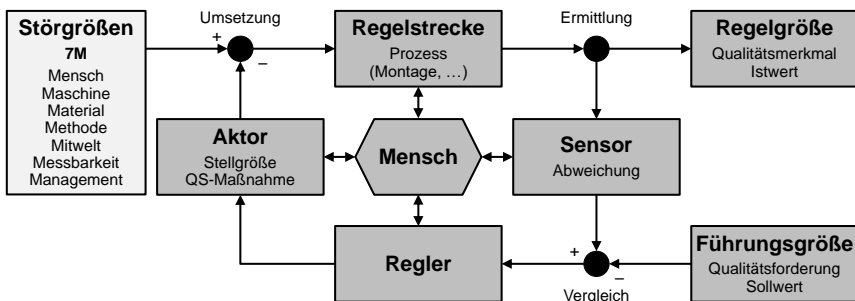 Störgrößen
7M
Mensch
Maschine
Material
Methode
Mitwelt
Messbarkeit
Management
Umsetzung
+
–
Regelstrecke
Prozess
(Montage, …)
Ermittlung
Regelgröße
Qualitätsmerkmal
Istwert
Aktor
Stellgröße
QS-Maßnahme
Mensch
Sensor
Abweichung
Regler
+
–
Vergleich
Führungsgröße
Qualitätsforderung
Sollwert